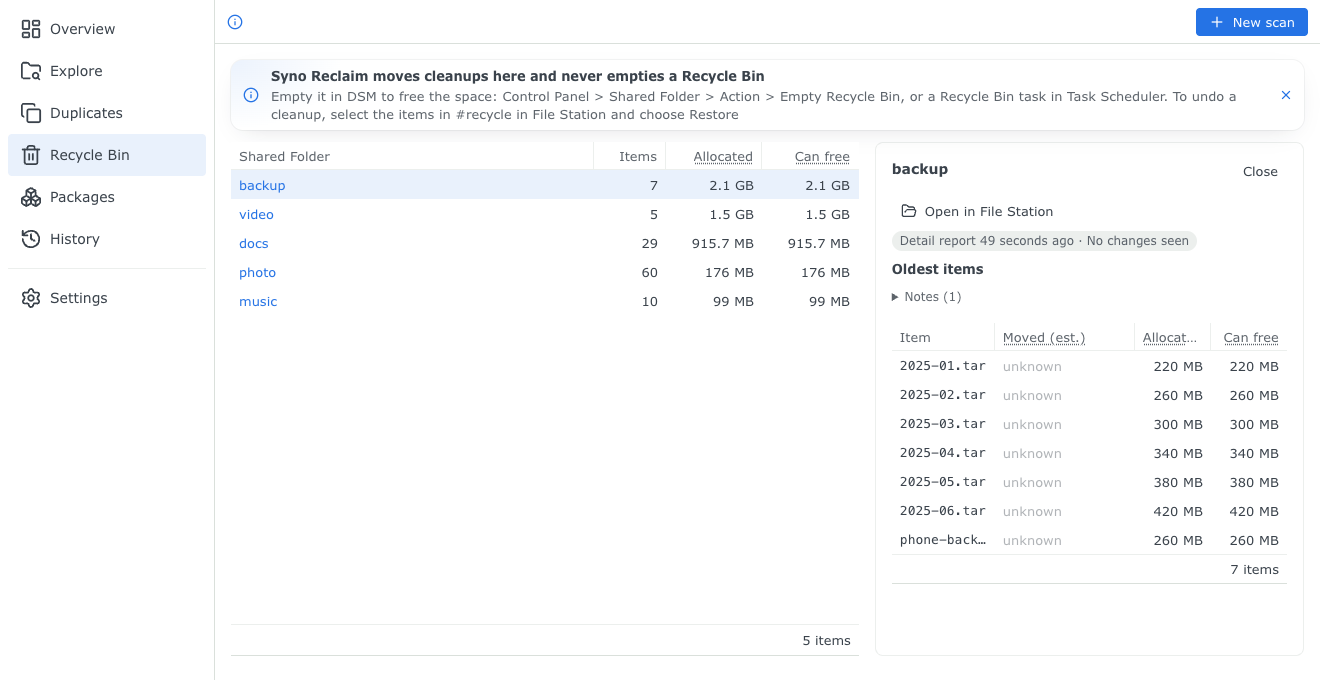 Overview
Explore
Duplicates
Recycle Bin
Packages
History
Settings
New scan
Syno Reclaim moves cleanups here and never empties a Recycle Bin
Empty it in DSM to free the space: Control Panel > Shared Folder > Action > Empty Recycle Bin, or a Recycle Bin task in Task Scheduler. To undo a
cleanup, select the items in #recycle in File Station and choose Restore
Shared Folder Items Allocated Can free
backup 7 2.1 GB 2.1 GB
video 5 1.5 GB 1.5 GB
docs 29 915.7 MB 915.7 MB
photo 60 176 MB 176 MB
music 10 99 MB 99 MB
5 items
backup
Close
Open in File Station
Detail report 49 seconds ago · No changes seen
Oldest items
Notes (1)
Item Moved (est.) Allocat... Can free
2025-01.tar unknown 220 MB 220 MB
2025-02.tar unknown 260 MB 260 MB
2025-03.tar unknown 300 MB 300 MB
2025-04.tar unknown 340 MB 340 MB
2025-05.tar unknown 380 MB 380 MB
2025-06.tar unknown 420 MB 420 MB
phone-back… unknown 260 MB 260 MB
7 items